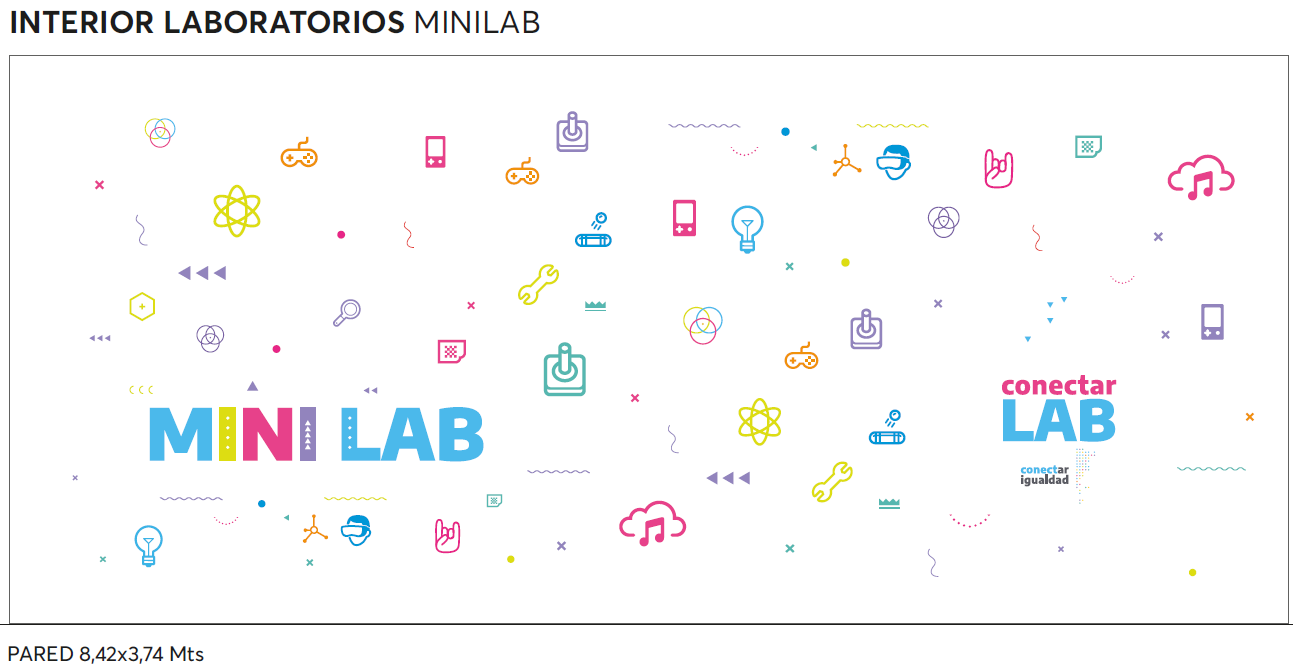 INTERIOR LABORATORIOS MINILAB
MINI LAB
conectar
LAB
conectar
igualdad
PARED 8,42x3,74 Mts